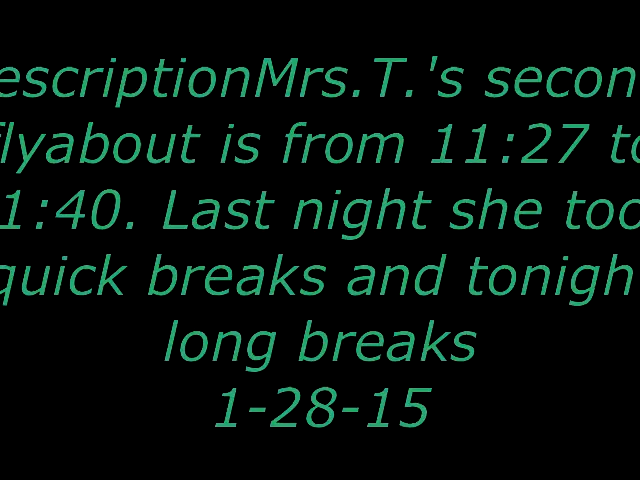 escriptionMrs.T.'s secon
flyabout is from 11:27 to
1:40. Last night she too
quick breaks and tonigh
long breaks
1-28-15